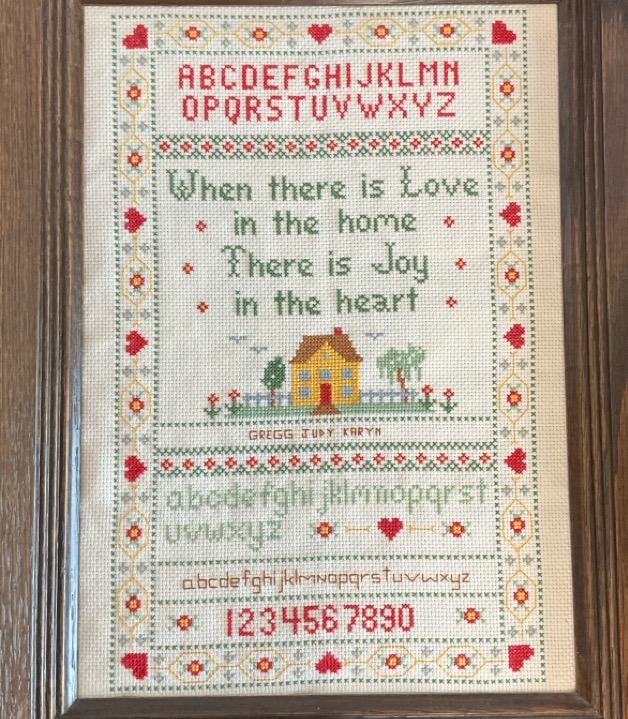 ABCDEFGHIJKLMN
OPQRSTUVWXYZ
When there is Love
in the home
There is Joy
in the heart
GREGG JUDY KARYN
abcdefghijklmnopqrst
uvwxyz
abcdefghijklmnopqrstuvwxyz
1234567890